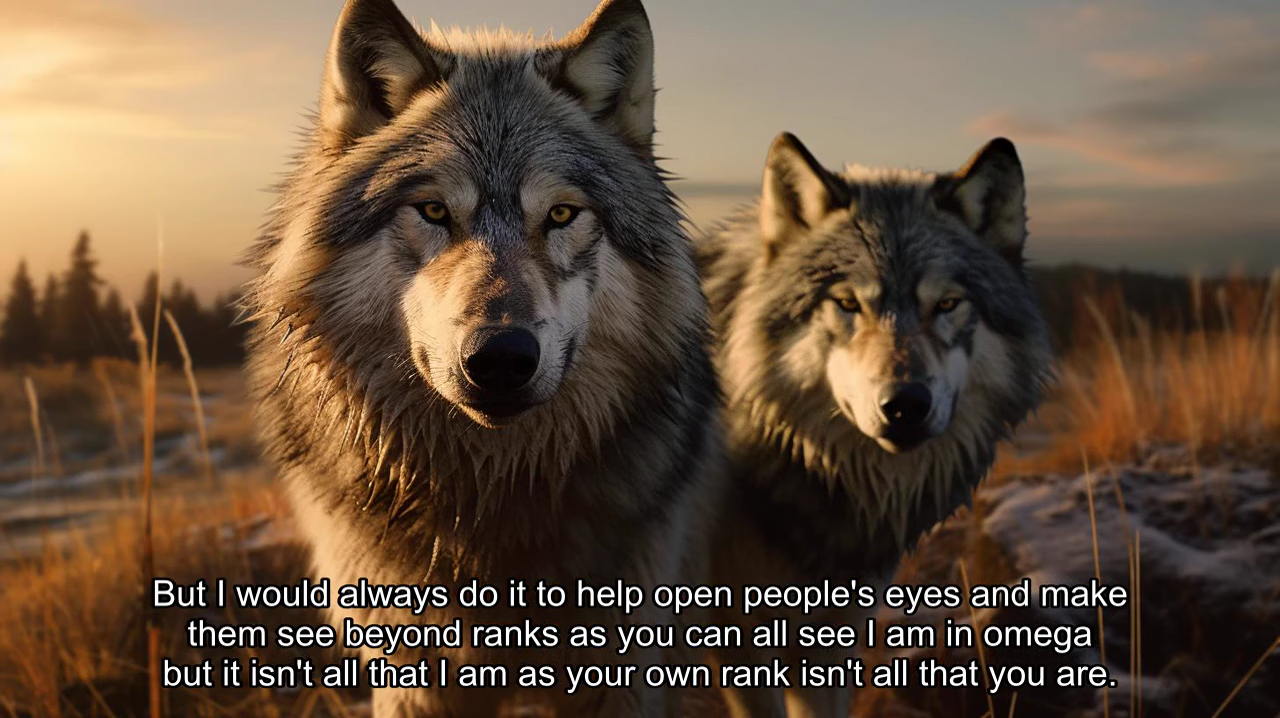 But I would always do it to help open people's eyes and make
them see beyond ranks as you can all see I am in omega
but it isn't all that I am as your own rank isn't all that you are.